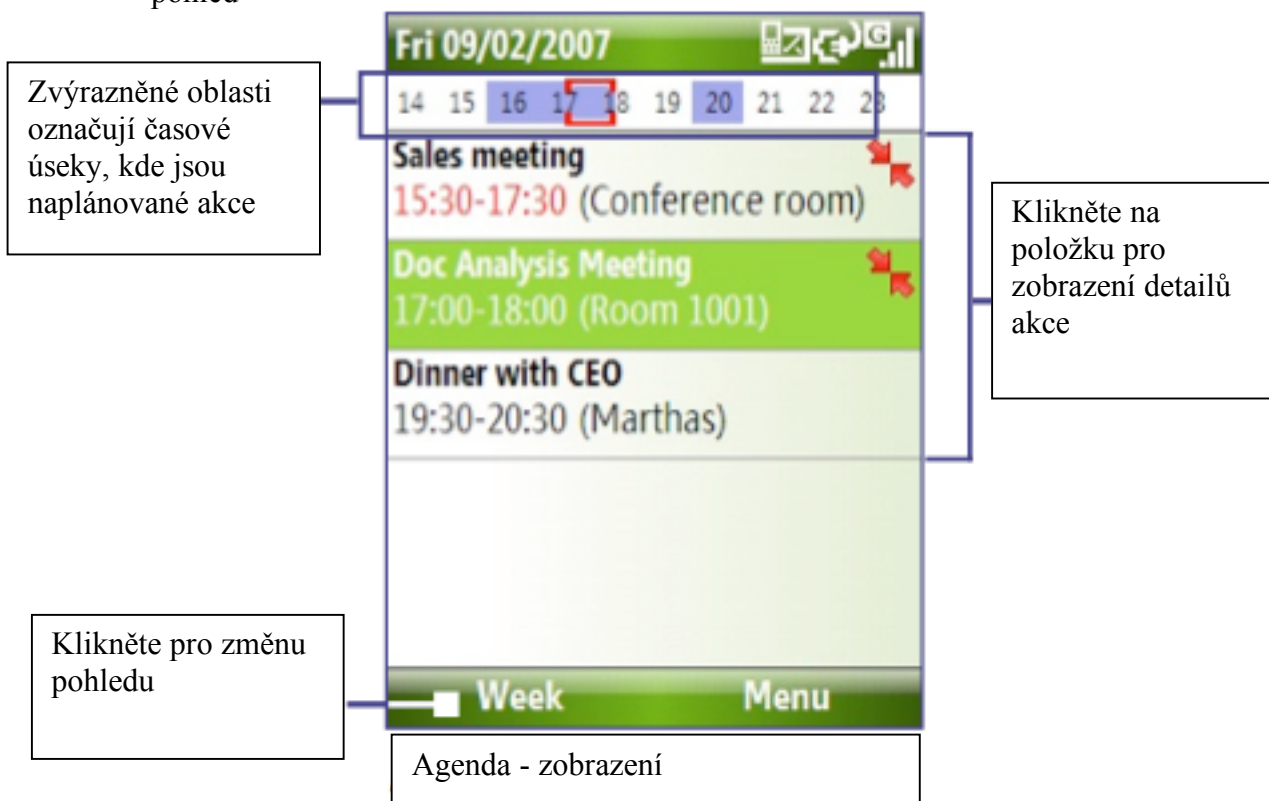 pohled
Fri 09/02/2007
G
Zvýrazněné oblasti
označují časové
úseky, kde jsou
naplánované akce
14 15 16 17 18 19 20 21 22 23
Sales meeting
15:30-17:30 (Conference room)
Doc Analysis Meeting
17:00-18:00 (Room 1001)
Dinner with CEO
19:30-20:30 (Marthas)
Klikněte na
položku pro
zobrazení detailů
akce
Klikněte pro změnu
pohledu
Week Menu
Agenda - zobrazení